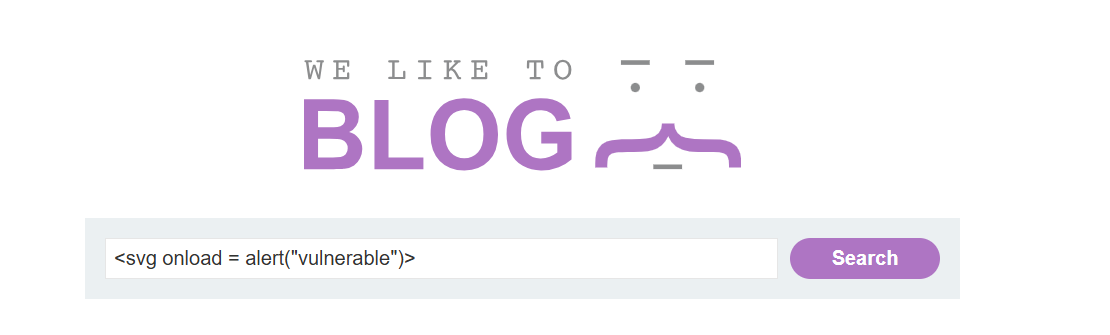 WE LIKE TO
BLOG
<svg onload = alert("vulnerable")>
Search